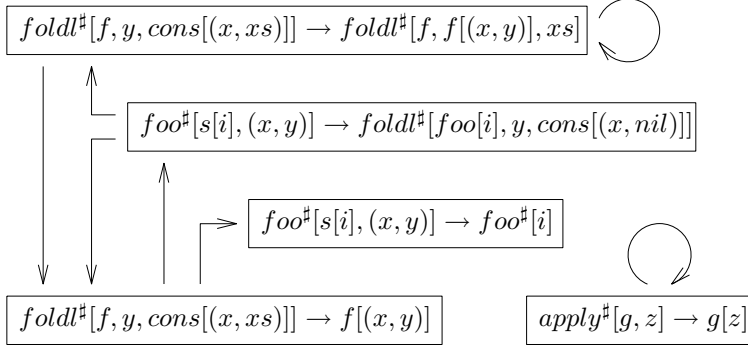 foldl♯[f, y, cons[(x, xs)]] → foldl♯[f, f[(x, y)], xs]
foo♯[s[i], (x, y)] → foldl♯[foo[i], y, cons[(x, nil)]]
foo♯[s[i], (x, y)] → foo♯[i]
foldl♯[f, y, cons[(x, xs)]] → f[(x, y)]
apply♯[g, z] → g[z]